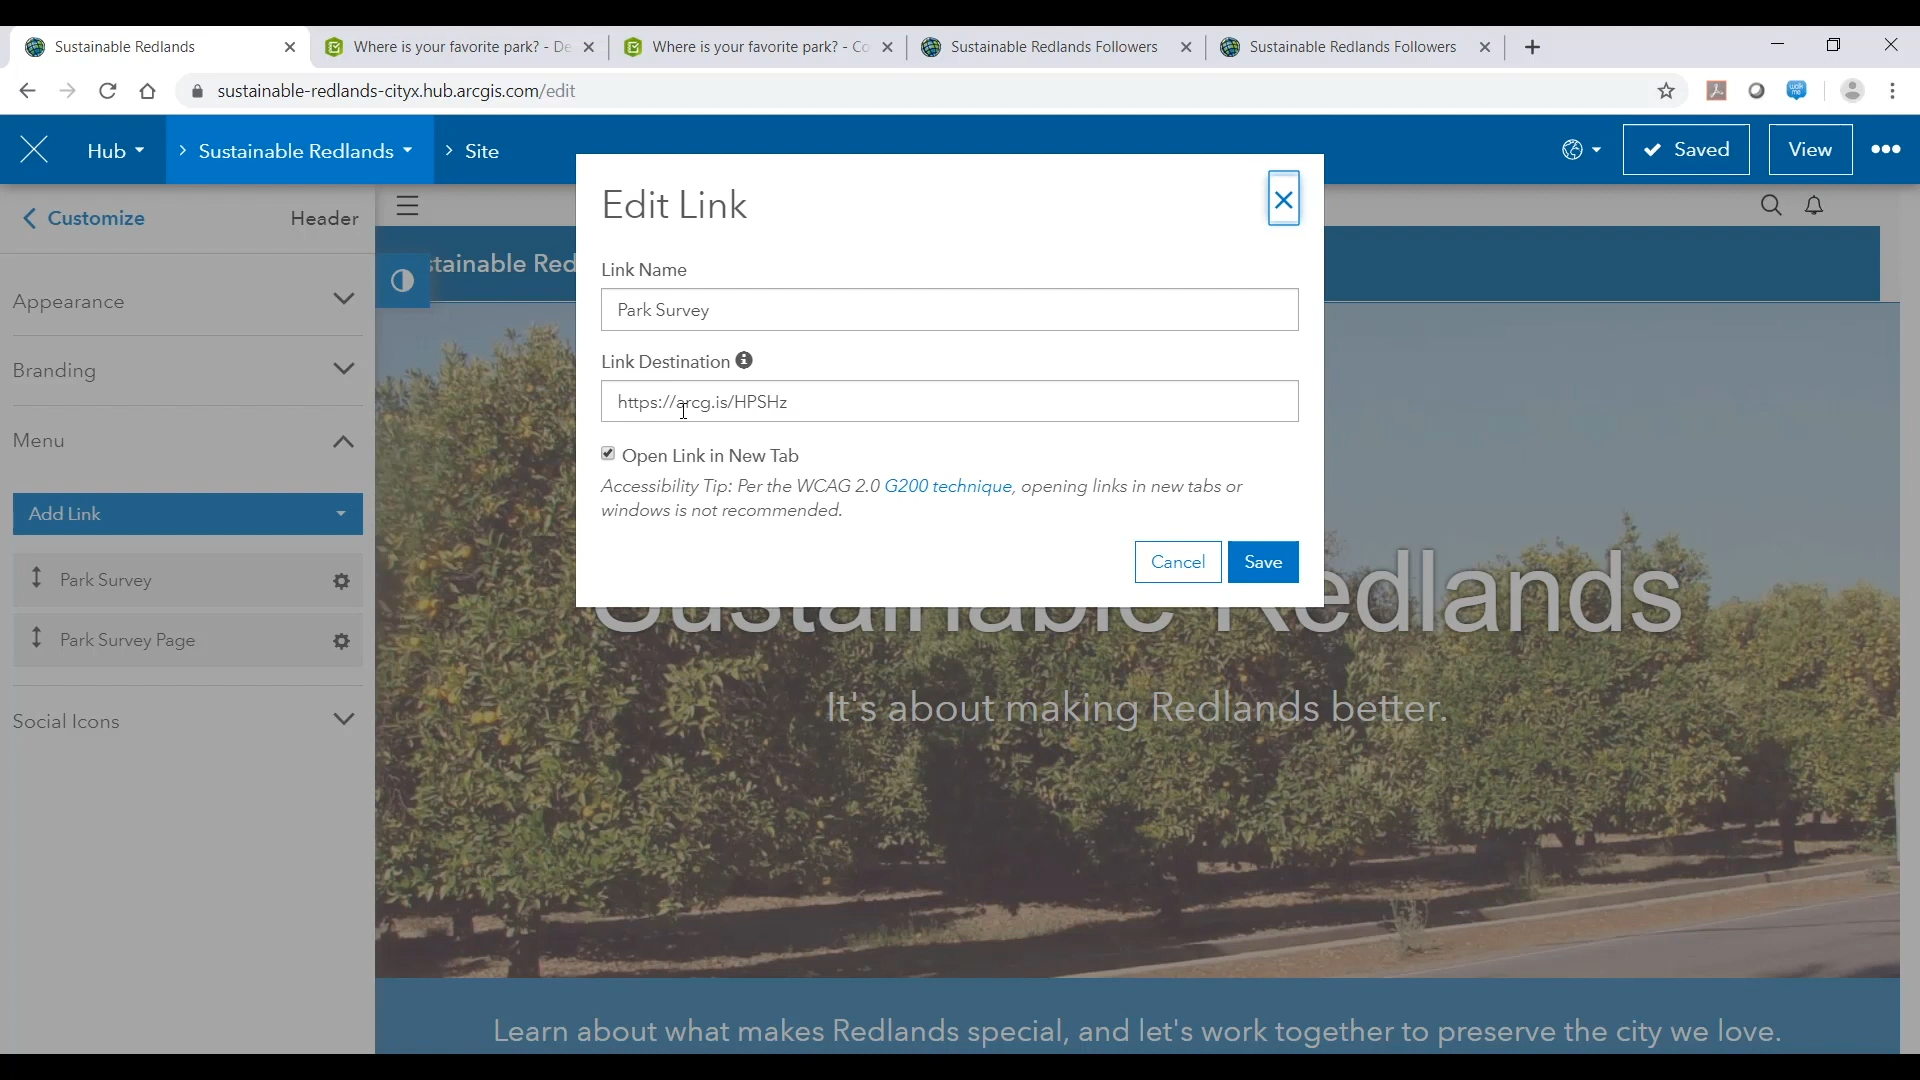 Sustainable Redlands
Where is your favorite park? - De
Where is your favorite park? - Co
Sustainable Redlands Followers
Sustainable Redlands Followers
sustainable-redlands-cityx.hub.arcgis.com/edit
Hub
Sustainable Redlands
Site
Saved
View
Customize
Header
Appearance
Branding
Menu
Add Link
Park Survey
Park Survey Page
Social Icons
stainable Red
Edit Link
Link Name
Park Survey
Link Destination
https://arcg.is/HPSHz
Open Link in New Tab
Accessibility Tip: Per the WCAG 2.0 G200 technique, opening links in new tabs or
windows is not recommended.
Cancel
Save
Sustainable Redlands
It's about making Redlands better.
Learn about what makes Redlands special, and let's work together to preserve the city we love.